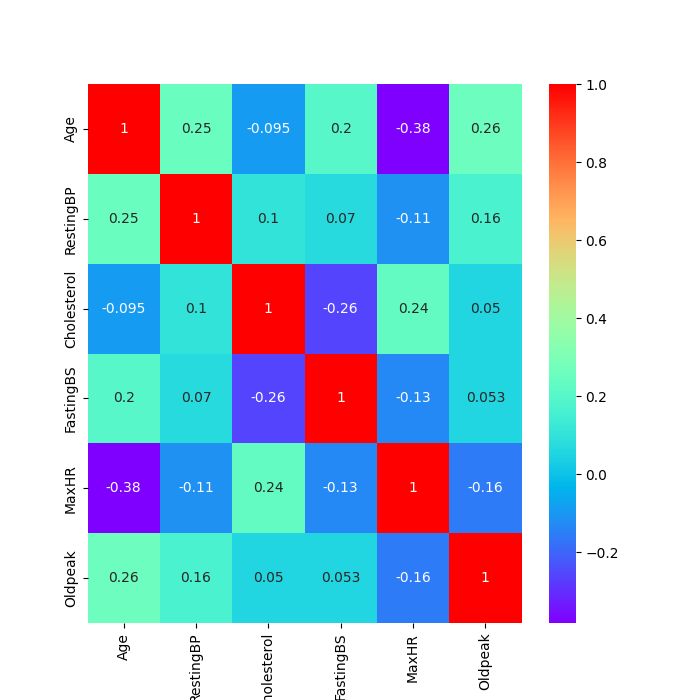 Age 1 0.25 -0.095 0.2 -0.38 0.26
RestingBP 0.25 1 0.1 0.07 -0.11 0.16
Cholesterol -0.095 0.1 1 -0.26 0.24 0.05
FastingBS 0.2 0.07 -0.26 1 -0.13 0.053
MaxHR -0.38 -0.11 0.24 -0.13 1 -0.16
Oldpeak 0.26 0.16 0.05 0.053 -0.16 1
Age RestingBP holesterol FastingBS MaxHR Oldpeak
1.0
0.8
0.6
0.4
0.2
0.0
−0.2